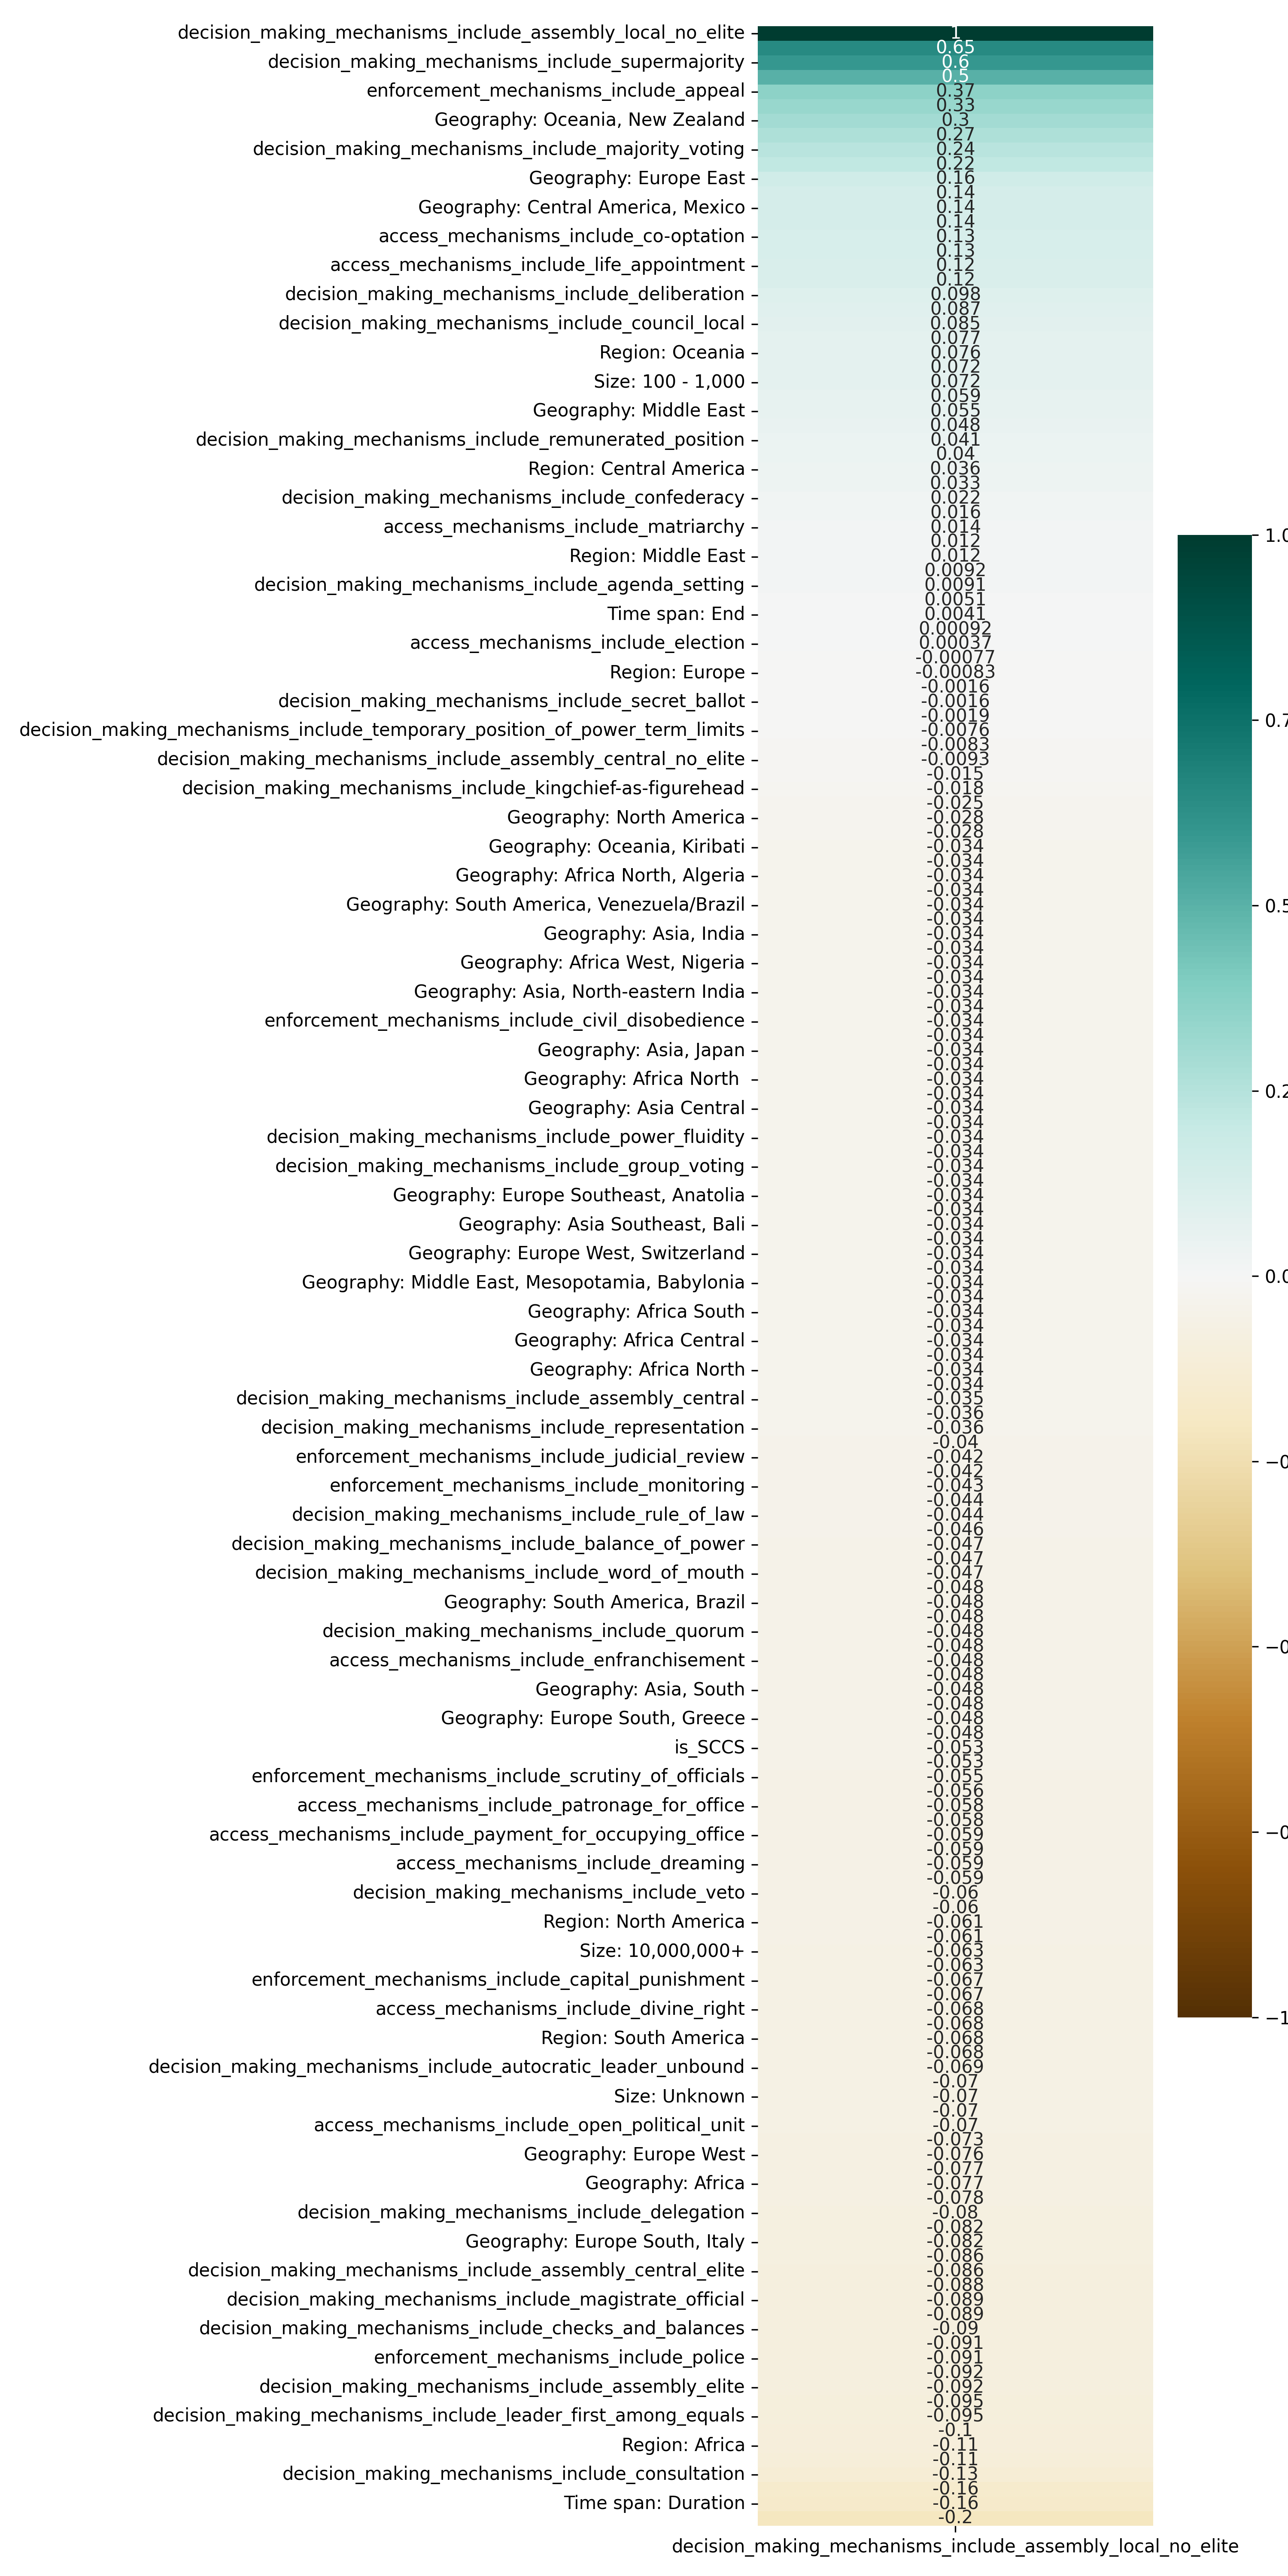 decision_making_mechanisms_include_assembly_local_no_elite 1
0.65
decision_making_mechanisms_include_supermajority 0.6
0.5
enforcement_mechanisms_include_appeal 0.37
0.33
Geography: Oceania, New Zealand 0.3
0.27
decision_making_mechanisms_include_majority_voting 0.24
0.22
Geography: Europe East 0.16
0.14
Geography: Central America, Mexico 0.14
0.14
access_mechanisms_include_co-optation 0.13
0.13
access_mechanisms_include_life_appointment 0.12
0.12
decision_making_mechanisms_include_deliberation 0.098
0.087
decision_making_mechanisms_include_council_local 0.085
0.077
Region: Oceania 0.076
0.072
Size: 100 - 1,000 0.072
0.059
Geography: Middle East 0.055
0.048
decision_making_mechanisms_include_remunerated_position 0.041
0.04
Region: Central America 0.036
0.033
decision_making_mechanisms_include_confederacy 0.022
0.016
access_mechanisms_include_matriarchy 0.014
0.012
Region: Middle East 0.012
0.0092
decision_making_mechanisms_include_agenda_setting 0.0091
0.0051
Time span: End 0.0041
0.00092
access_mechanisms_include_election 0.00037
-0.00077
Region: Europe -0.00083
-0.0016
decision_making_mechanisms_include_secret_ballot -0.0016
-0.0019
decision_making_mechanisms_include_temporary_position_of_power_term_limits -0.0076
-0.0083
decision_making_mechanisms_include_assembly_central_no_elite -0.0093
-0.015
decision_making_mechanisms_include_kingchief-as-figurehead -0.018
-0.025
Geography: North America -0.028
-0.028
Geography: Oceania, Kiribati -0.034
-0.034
Geography: Africa North, Algeria -0.034
-0.034
Geography: South America, Venezuela/Brazil -0.034
-0.034
Geography: Asia, India -0.034
-0.034
Geography: Africa West, Nigeria -0.034
-0.034
Geography: Asia, North-eastern India -0.034
-0.034
enforcement_mechanisms_include_civil_disobedience -0.034
-0.034
Geography: Asia, Japan -0.034
-0.034
Geography: Africa North -0.034
-0.034
Geography: Asia Central -0.034
-0.034
decision_making_mechanisms_include_power_fluidity -0.034
-0.034
decision_making_mechanisms_include_group_voting -0.034
-0.034
Geography: Europe Southeast, Anatolia -0.034
-0.034
Geography: Asia Southeast, Bali -0.034
-0.034
Geography: Europe West, Switzerland -0.034
-0.034
Geography: Middle East, Mesopotamia, Babylonia -0.034
-0.034
Geography: Africa South -0.034
-0.034
Geography: Africa Central -0.034
-0.034
Geography: Africa North -0.034
-0.034
decision_making_mechanisms_include_assembly_central -0.035
-0.036
decision_making_mechanisms_include_representation -0.036
-0.04
enforcement_mechanisms_include_judicial_review -0.042
-0.042
enforcement_mechanisms_include_monitoring -0.043
-0.044
decision_making_mechanisms_include_rule_of_law -0.044
-0.046
decision_making_mechanisms_include_balance_of_power -0.047
-0.047
decision_making_mechanisms_include_word_of_mouth -0.047
-0.048
Geography: South America, Brazil -0.048
-0.048
decision_making_mechanisms_include_quorum -0.048
-0.048
access_mechanisms_include_enfranchisement -0.048
-0.048
Geography: Asia, South -0.048
-0.048
Geography: Europe South, Greece -0.048
-0.048
is_SCCS -0.053
-0.053
enforcement_mechanisms_include_scrutiny_of_officials -0.055
-0.056
access_mechanisms_include_patronage_for_office -0.058
-0.058
access_mechanisms_include_payment_for_occupying_office -0.059
-0.059
access_mechanisms_include_dreaming -0.059
-0.059
decision_making_mechanisms_include_veto -0.06
-0.06
Region: North America -0.061
-0.061
Size: 10,000,000+ -0.063
-0.063
enforcement_mechanisms_include_capital_punishment -0.067
-0.067
access_mechanisms_include_divine_right -0.068
-0.068
Region: South America -0.068
-0.068
decision_making_mechanisms_include_autocratic_leader_unbound -0.069
-0.07
Size: Unknown -0.07
-0.07
access_mechanisms_include_open_political_unit -0.07
-0.073
Geography: Europe West -0.076
-0.077
Geography: Africa -0.077
-0.078
decision_making_mechanisms_include_delegation -0.08
-0.082
Geography: Europe South, Italy -0.082
-0.086
decision_making_mechanisms_include_assembly_central_elite -0.086
-0.088
decision_making_mechanisms_include_magistrate_official -0.089
-0.089
decision_making_mechanisms_include_checks_and_balances -0.09
-0.091
enforcement_mechanisms_include_police -0.091
-0.092
decision_making_mechanisms_include_assembly_elite -0.092
-0.095
decision_making_mechanisms_include_leader_first_among_equals -0.095
-0.1
Region: Africa -0.11
-0.11
decision_making_mechanisms_include_consultation -0.13
-0.16
Time span: Duration -0.16
-0.2
decision_making_mechanisms_include_assembly_local_no_elite
1.0
0.7
0.5
0.2
0.0